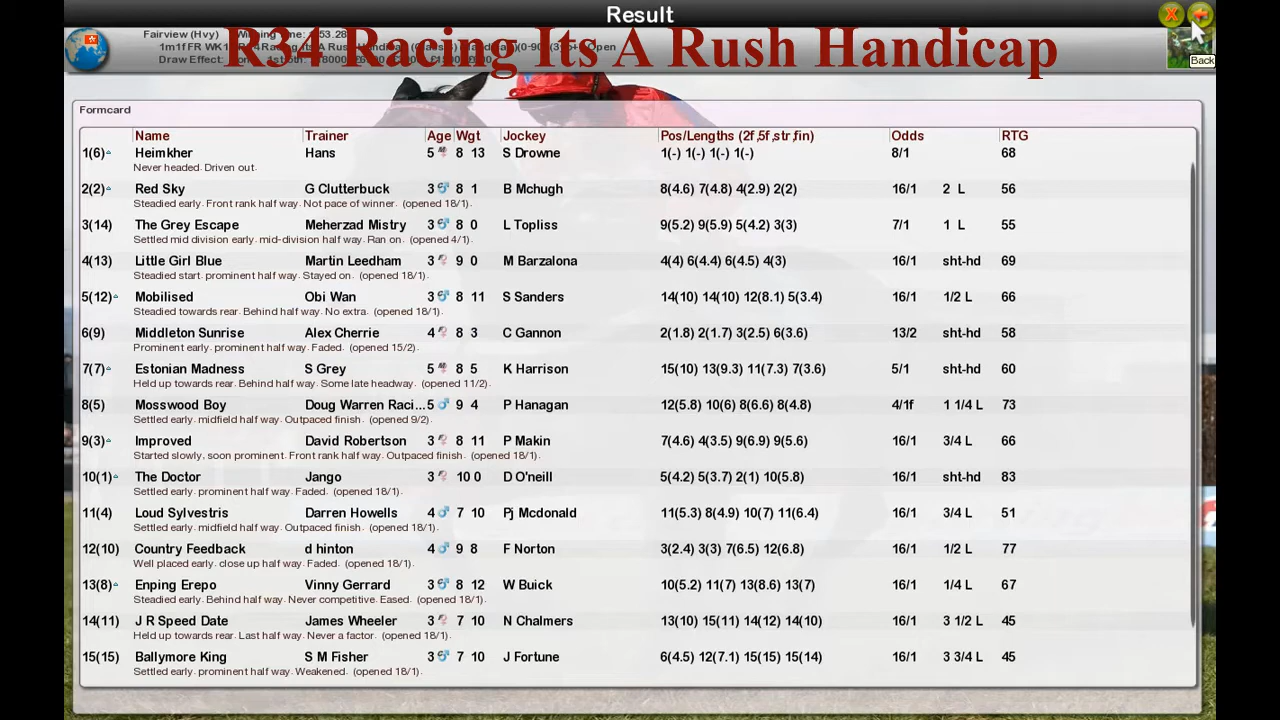 Result
Fairview (Hvy)
R34 Racing Its A Rush Handicap
Open
Draw Effect:
Back
Formcard
Name Trainer Age Wgt Jockey Pos/Lengths (2f,5f,str,fin) Odds RTG
1(6) Heimkher Hans 5 8 13 S Drowne 1(-) 1(-) 1(-) 1(-) 8/1 68
Never headed. Driven out.
2(2) Red Sky G Clutterbuck 3 8 1 B Mchugh 8(4.6) 7(4.8) 4(2.9) 2(2) 16/1 2 L 56
Steadied early. Front rank half way. Not pace of winner. (opened 18/1).
3(14) The Grey Escape Meherzad Mistry 3 8 0 L Topliss 9(5.2) 9(5.9) 5(4.2) 3(3) 7/1 1 L 55
Settled mid division early. mid-division half way. Ran on. (opened 4/1).
4(13) Little Girl Blue Martin Leedham 3 9 0 M Barzalona 4(4) 6(4.4) 6(4.5) 4(3) 16/1 sht-hd 69
Steadied start. prominent half way. Stayed on. (opened 18/1).
5(12) Mobilised Obi Wan 3 8 11 S Sanders 14(10) 14(10) 12(8.1) 5(3.4) 16/1 1/2 L 66
Steadied towards rear. Behind half way. No extra. (opened 18/1).
6(9) Middleton Sunrise Alex Cherrie 4 8 3 C Gannon 2(1.8) 2(1.7) 3(2.5) 6(3.6) 13/2 sht-hd 58
Prominent early. prominent half way. Faded. (opened 15/2).
7(7) Estonian Madness S Grey 5 8 5 K Harrison 15(10) 13(9.3) 11(7.3) 7(3.6) 5/1 sht-hd 60
Held up towards rear. Behind half way. Some late headway. (opened 11/2).
8(5) Mosswood Boy Doug Warren Raci... 5 9 4 P Hanagan 12(5.8) 10(6) 8(6.6) 8(4.8) 4/1f 1 1/4 L 73
Settled early. midfield half way. Outpaced finish. (opened 9/2).
9(3) Improved David Robertson 3 8 11 P Makin 7(4.6) 4(3.5) 9(6.9) 9(5.6) 16/1 3/4 L 66
Started slowly, soon prominent. Front rank half way. Outpaced finish. (opened 18/1).
10(1) The Doctor Jango 3 10 0 D O'neill 5(4.2) 5(3.7) 2(1) 10(5.8) 16/1 sht-hd 83
Settled early. prominent half way. Faded. (opened 18/1).
11(4) Loud Sylvestris Darren Howells 4 7 10 Pj Mcdonald 11(5.3) 8(4.9) 10(7) 11(6.4) 16/1 3/4 L 51
Settled early. midfield half way. Outpaced finish. (opened 18/1).
12(10) Country Feedback d hinton 4 9 8 F Norton 3(2.4) 3(3) 7(6.5) 12(6.8) 16/1 1/2 L 77
Well placed early. close up half way. Faded. (opened 18/1).
13(8) Enping Erepo Vinny Gerrard 3 8 12 W Buick 10(5.2) 11(7) 13(8.6) 13(7) 16/1 1/4 L 67
Steadied early. Behind half way. Never competitive. Eased. (opened 18/1).
14(11) J R Speed Date James Wheeler 3 7 10 N Chalmers 13(10) 15(11) 14(12) 14(10) 16/1 3 1/2 L 45
Held up towards rear. Last half way. Never a factor. (opened 18/1).
15(15) Ballymore King S M Fisher 3 7 10 J Fortune 6(4.5) 12(7.1) 15(15) 15(14) 16/1 3 3/4 L 45
Settled early. prominent half way. Weakened. (opened 18/1).